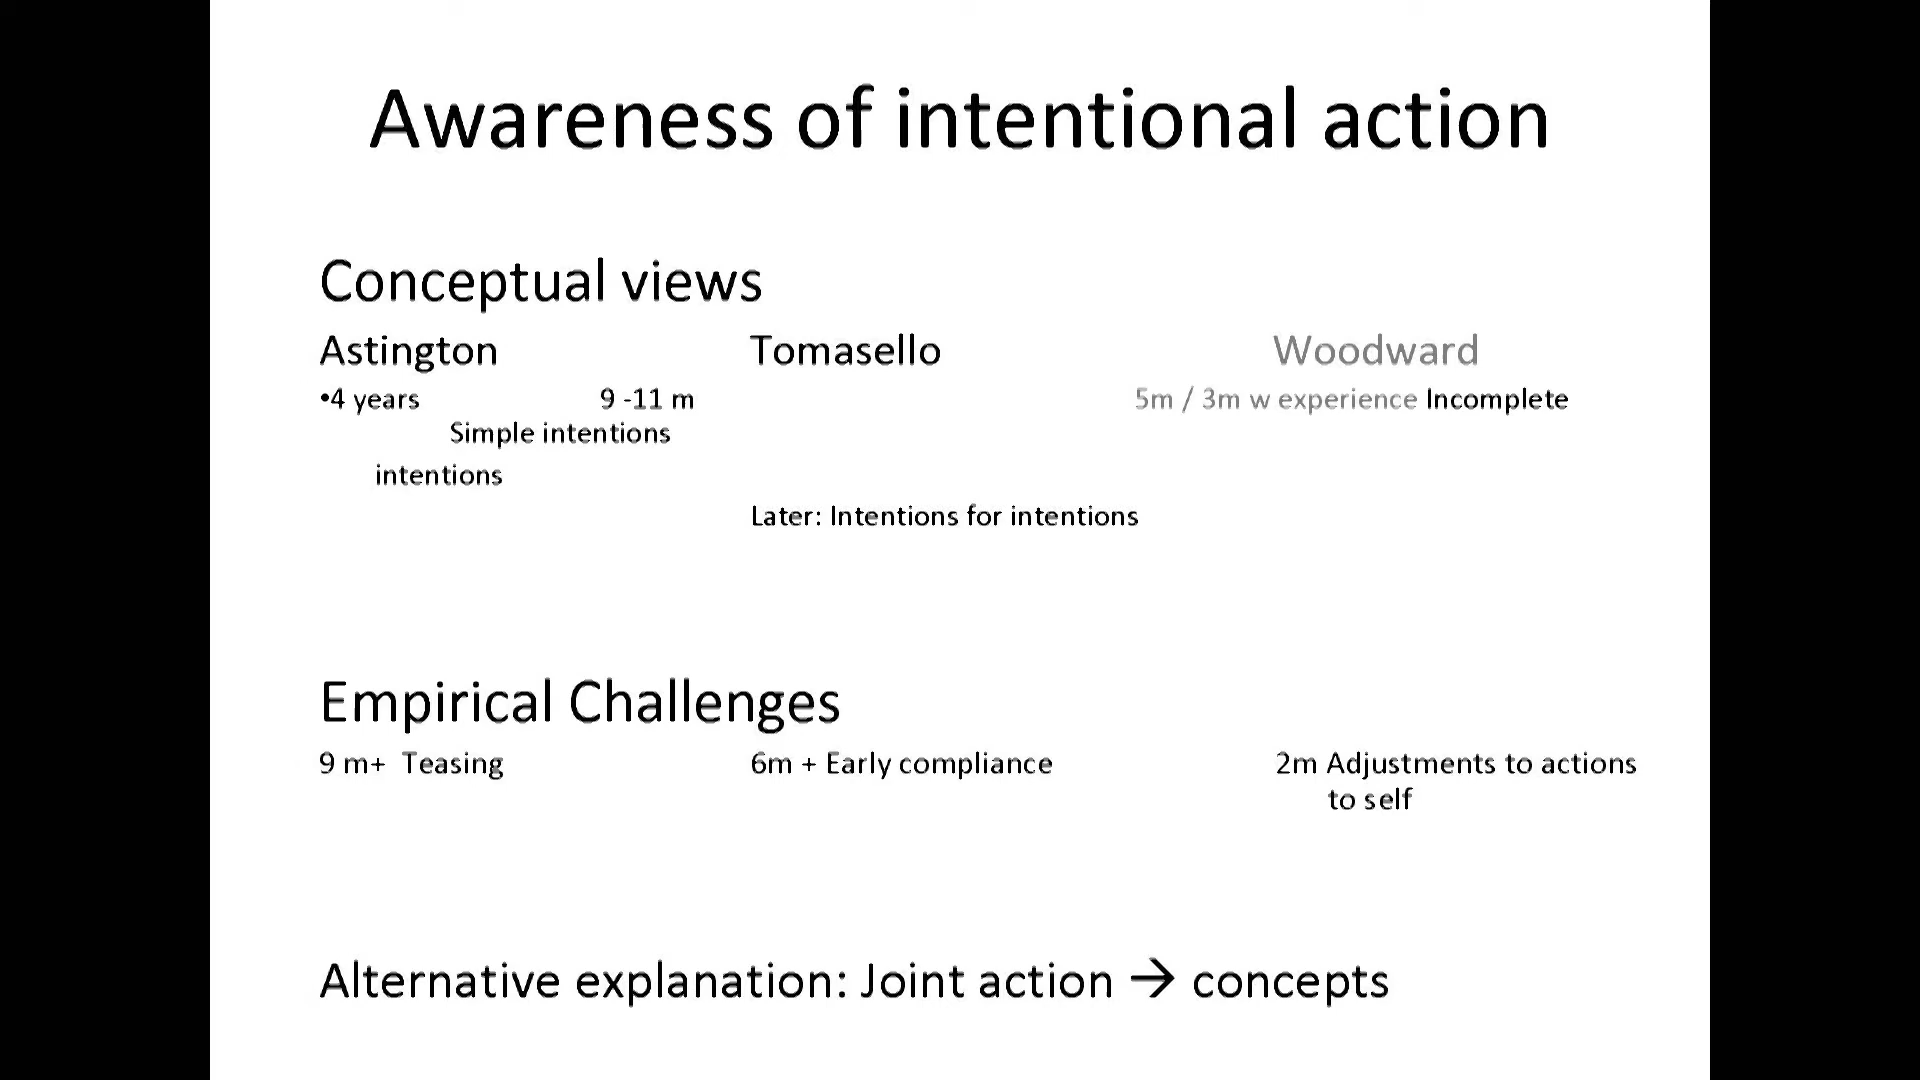 Awareness of intentional action
Conceptual views
Astington Tomasello Woodward
•4 years 9 -11 m 5m / 3m w experience Incomplete
Simple intentions
intentions
Later: Intentions for intentions
Empirical Challenges
9 m+ Teasing 6m + Early compliance 2m Adjustments to actions
to self
Alternative explanation: Joint action → concepts